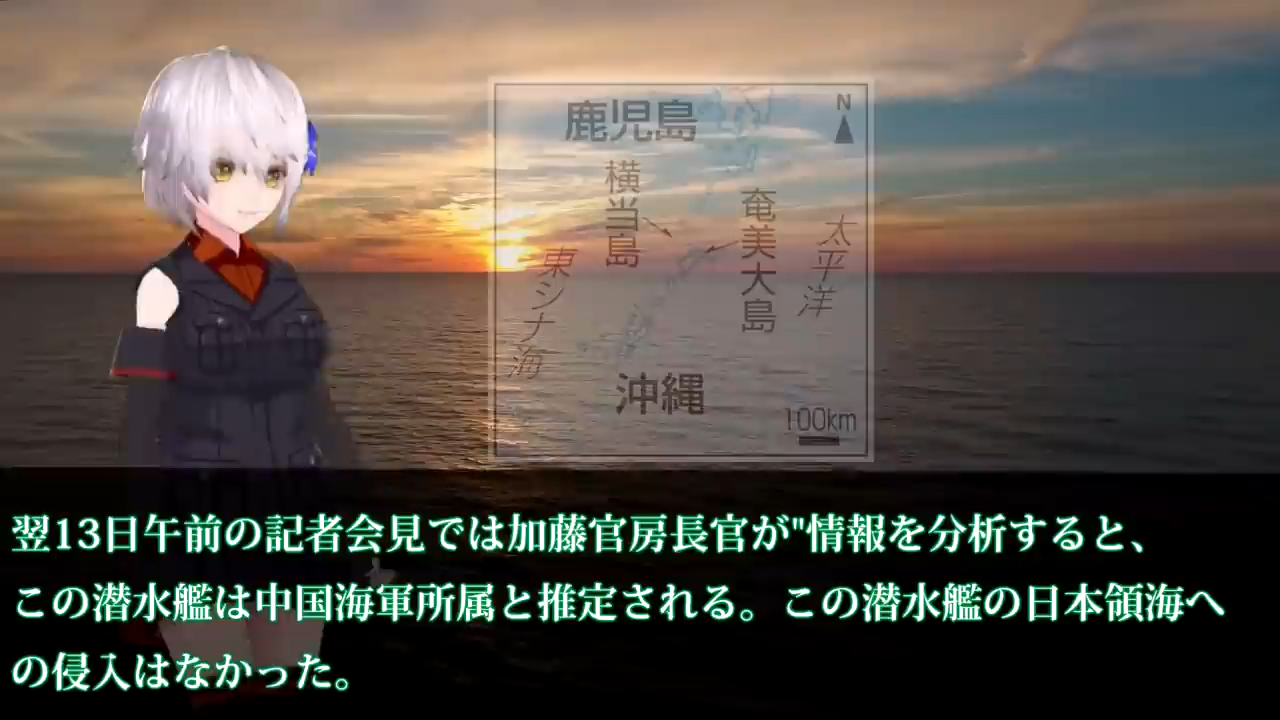 鹿児島
N
横当島
奄美大島
太平洋
東シナ海
沖縄
100km
翌13日午前の記者会見では加藤官房長官が"情報を分析すると、
この潜水艦は中国海軍所属と推定される。この潜水艦の日本領海へ
の侵入はなかった。